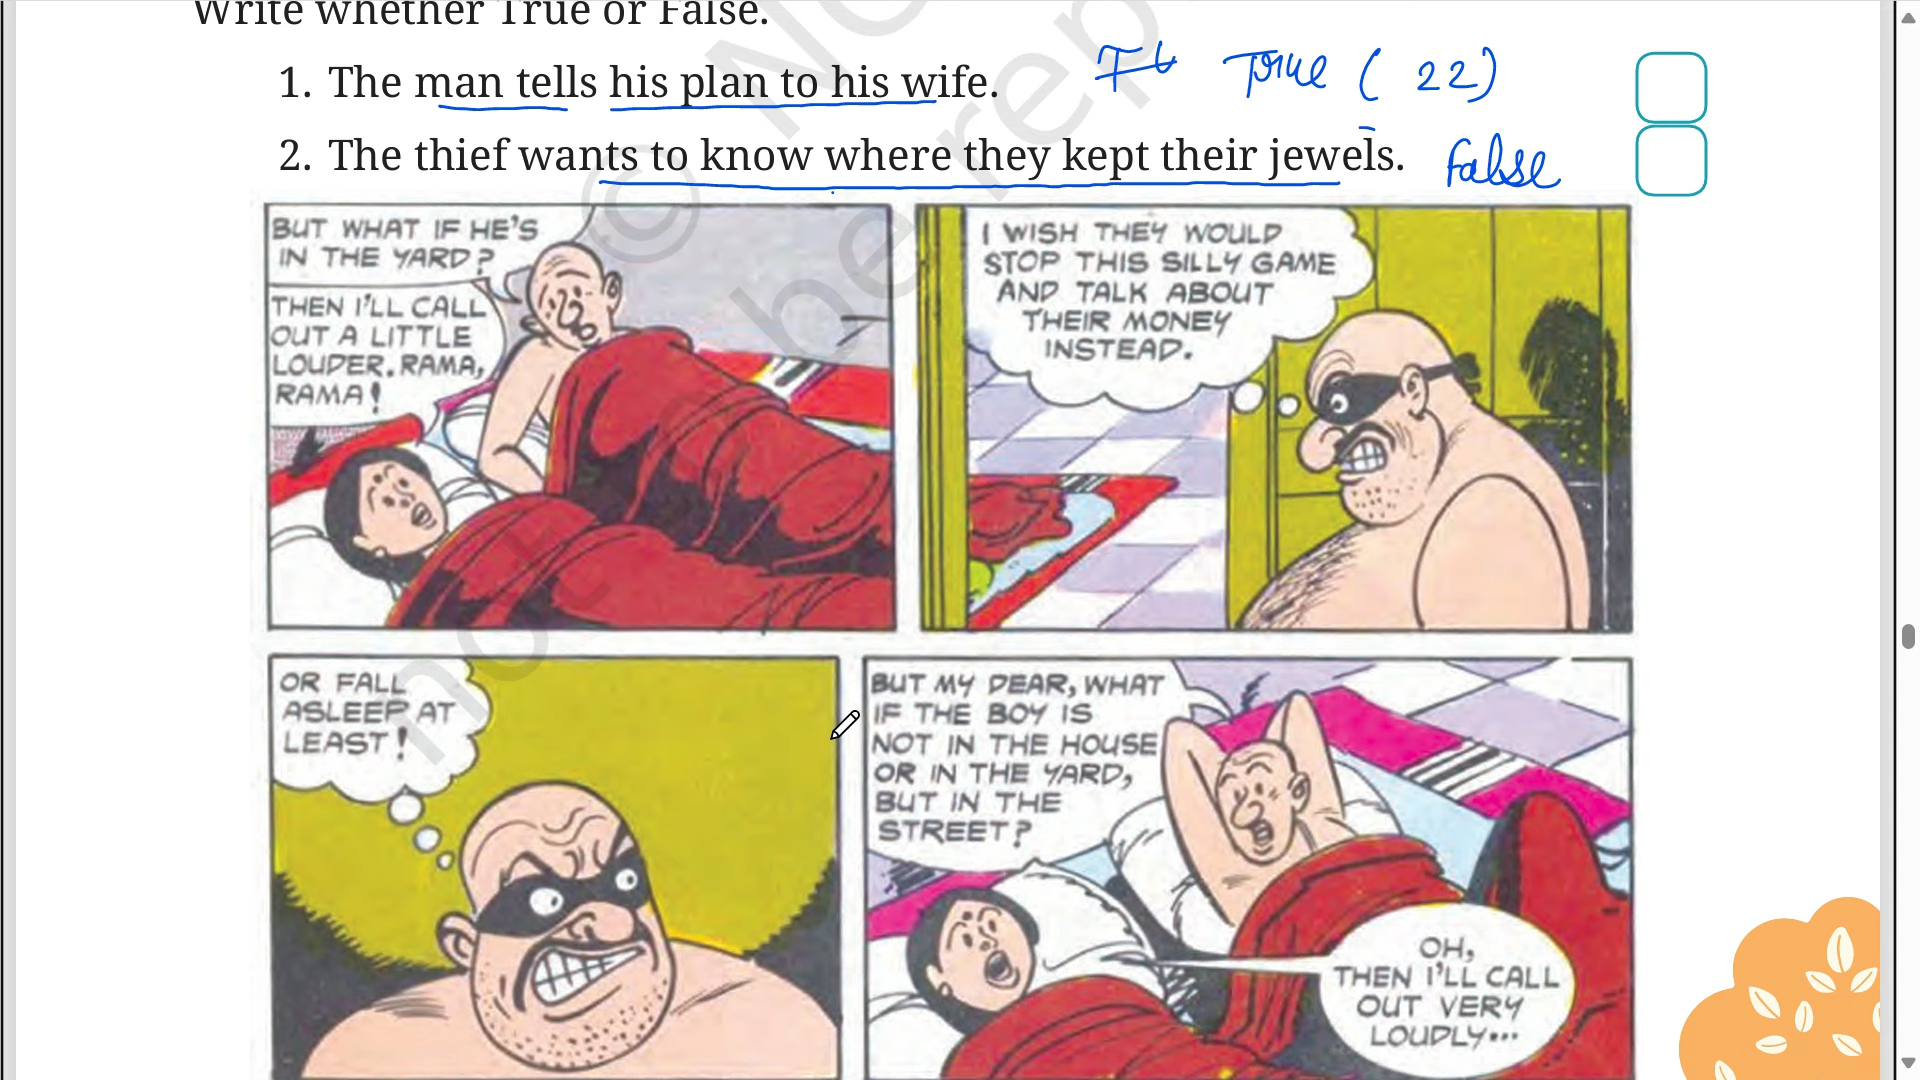 Write whether True or False.
1. The man tells his plan to his wife. True (22)
2. The thief wants to know where they kept their jewels. False
BUT WHAT IF HE'S
IN THE YARD?
THEN I'LL CALL
OUT A LITTLE
LOUDER. RAMA,
RAMA!
I WISH THEY WOULD
STOP THIS SILLY GAME
AND TALK ABOUT
THEIR MONEY
INSTEAD.
OR FALL
ASLEEP AT
LEAST!
BUT MY DEAR, WHAT
IF THE BOY IS
NOT IN THE HOUSE
OR IN THE YARD,
BUT IN THE
STREET?
OH,
THEN I'LL CALL
OUT VERY
LOUDLY...